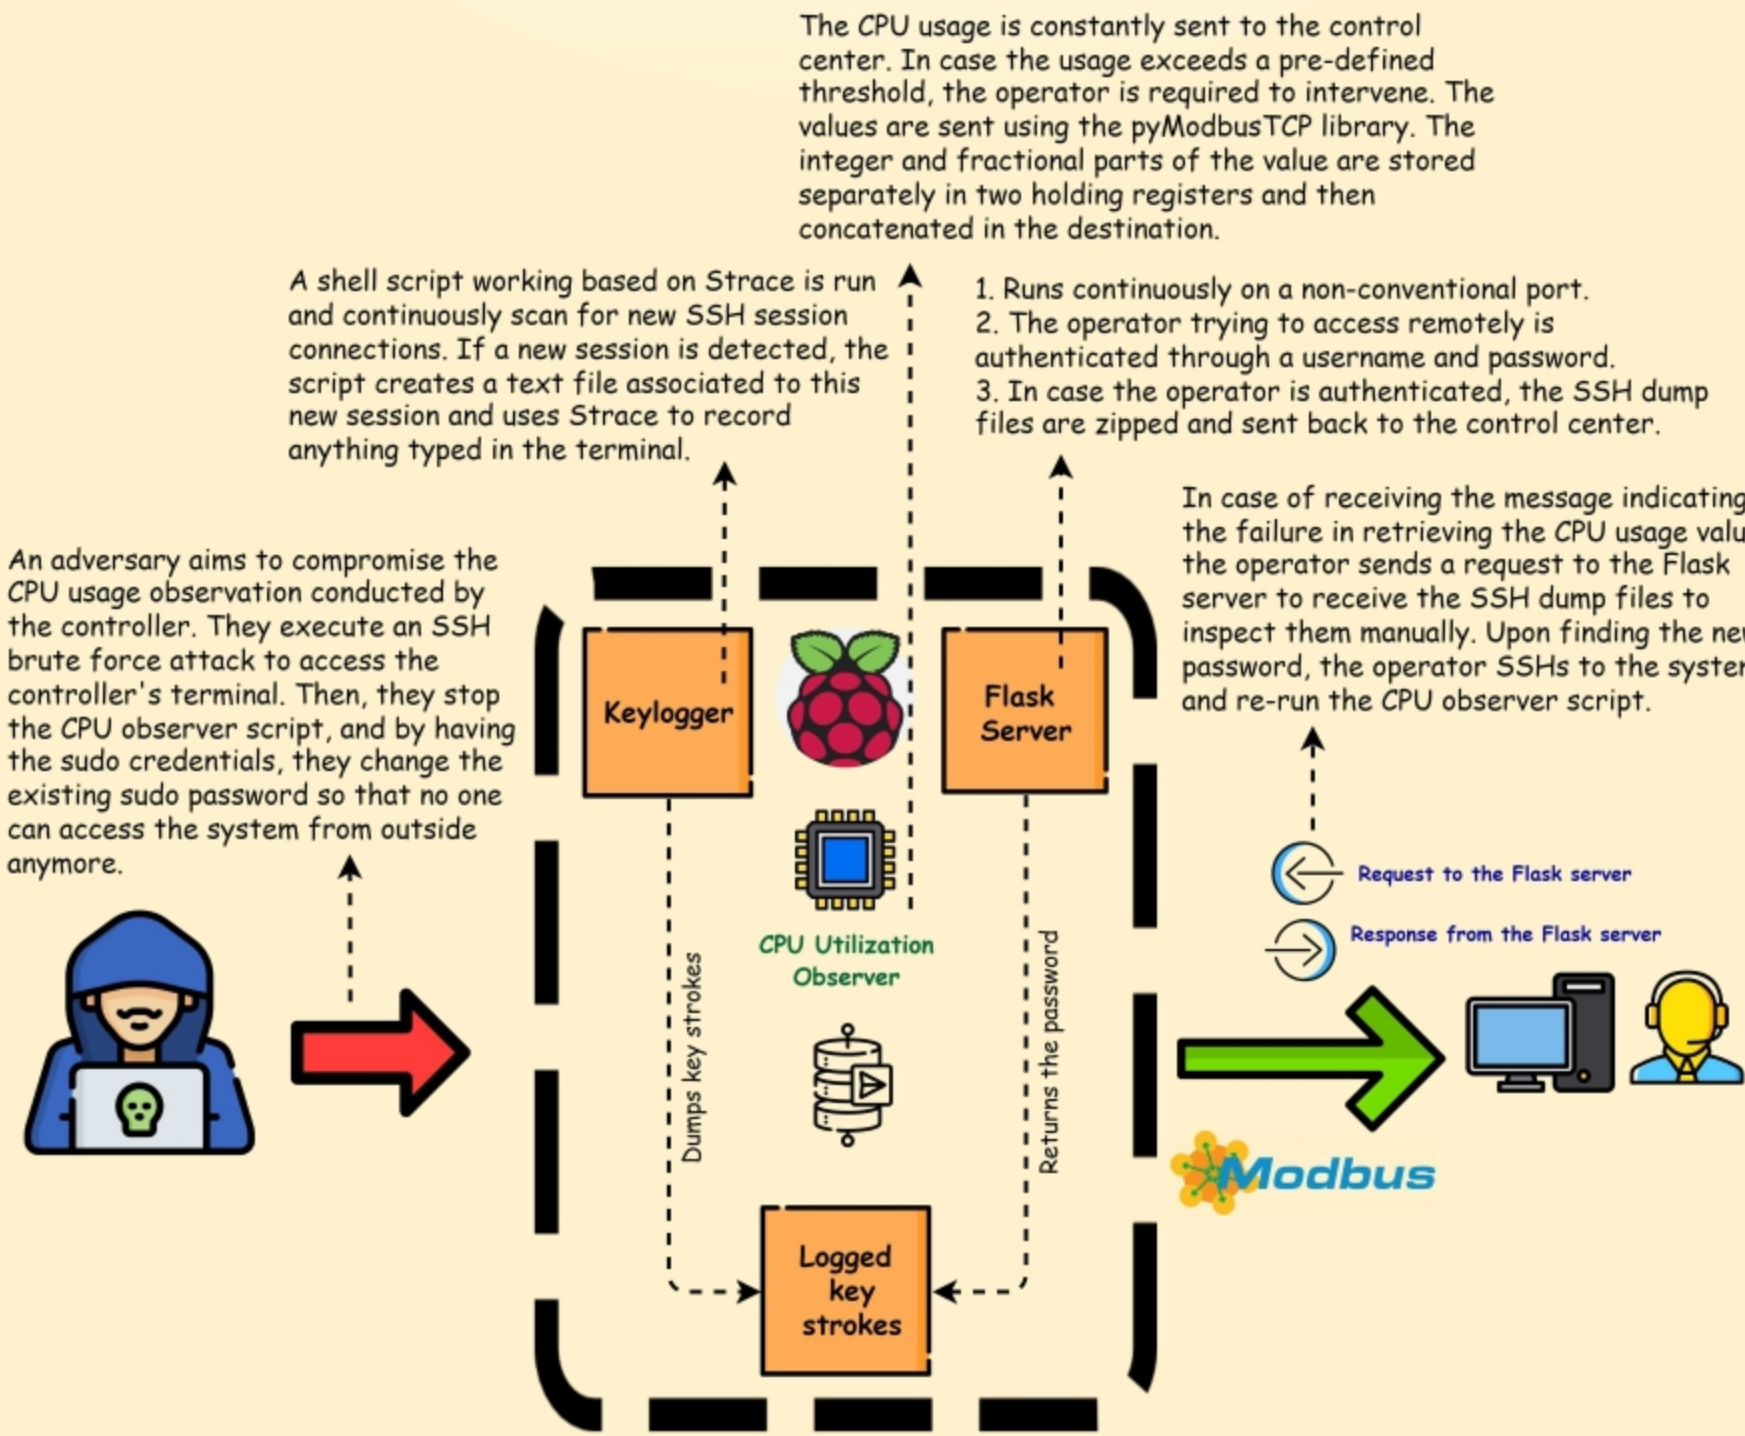 The CPU usage is constantly sent to the control
center. In case the usage exceeds a pre-defined
threshold, the operator is required to intervene. The
values are sent using the pyModbusTCP library. The
integer and fractional parts of the value are stored
separately in two holding registers and then
concatenated in the destination.
A shell script working based on Strace is run
and continuously scan for new SSH session
connections. If a new session is detected, the
script creates a text file associated to this
new session and uses Strace to record
anything typed in the terminal.
1. Runs continuously on a non-conventional port.
2. The operator trying to access remotely is
authenticated through a username and password.
3. In case the operator is authenticated, the SSH dump
files are zipped and sent back to the control center.
In case of receiving the message indicating
the failure in retrieving the CPU usage valu
the operator sends a request to the Flask
server to receive the SSH dump files to
inspect them manually. Upon finding the new
password, the operator SSHs to the system
and re-run the CPU observer script.
An adversary aims to compromise the
CPU usage observation conducted by
the controller. They execute an SSH
brute force attack to access the
controller's terminal. Then, they stop
the CPU observer script, and by having
the sudo credentials, they change the
existing sudo password so that no one
can access the system from outside
anymore.
Keylogger
Flask
Server
CPU Utilization
Observer
Dumps key strokes
Returns the password
Logged
key
strokes
Request to the Flask server
Response from the Flask server
Modbus